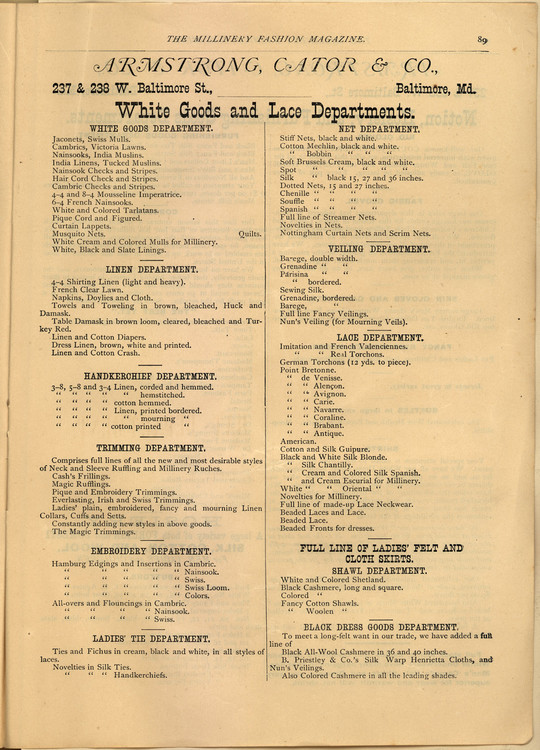 THE MILLINERY FASHION MAGAZINE. 89
ARMSTRONG, CATOR & CO.,
237 & 238 W. Baltimore St., Baltimore, Md.
White Goods and Lace Departments.
WHITE GOODS DEPARTMENT.
Jaconets, Swiss Mulls.
Cambrics, Victoria Lawns.
Nainsooks, India Muslins.
India Linens, Tucked Muslins.
Nainsook Checks and Stripes.
Hair Cord Check and Stripes.
Cambric Checks and Stripes.
4-4 and 8-4 Mousseline Imperatrice.
6-4 French Nainsooks.
White and Colored Tarlatans.
Pique Cord and Figured.
Curtain Lappets.
Musquito Nets. Quilts.
White Cream and Colored Mulls for Millinery.
White, Black and Slate Linings.
LINEN DEPARTMENT.
4-4 Shirting Linen (light and heavy).
French Clear Lawn.
Napkins, Doylies and Cloth.
Towels and Toweling in brown, bleached, Huck and
Damask.
Table Damask in brown loom, cleared, bleached and Tur-
key Red.
Linen and Cotton Diapers.
Dress Linen, brown, white and printed.
Linen and Cotton Crash.
HANDKERCHIEF DEPARTMENT.
3-8, 5-8 and 3-4 Linen, corded and hemmed.
" " " " " hemstitched.
" " " " cotton hemmed.
" " " " Linen, printed bordered.
" " " " " mourning "
" " " " cotton printed "
TRIMMING DEPARTMENT.
Comprises full lines of all the new and most desirable styles
of Neck and Sleeve Ruffling and Millinery Ruches.
Cash's Frillings.
Magic Rufflings.
Pique and Embroidery Trimmings.
Everlasting, Irish and Swiss Trimmings.
Ladies' plain, embroidered, fancy and mourning Linen
Collars, Cuffs and Setts.
Constantly adding new styles in above goods.
The Magic Trimmings.
EMBROIDERY DEPARTMENT.
Hamburg Edgings and Insertions in Cambric.
" " " " Nainsook.
" " " " Swiss.
" " " " Swiss Loom.
" " " " Colors.
All-overs and Flouncings in Cambric.
" " " Nainsook.
" " " Swiss.
LADIES' TIE DEPARTMENT.
Ties and Fichus in cream, black and white, in all styles of
laces.
Novelties in Silk Ties.
" " " Handkerchiefs.
NET DEPARTMENT.
Stiff Nets, black and white.
Cotton Mechlin, black and white.
" Bobbin " " "
Soft Brussels Cream, black and white.
Spot " " " " "
Silk " black 15, 27 and 36 inches.
Dotted Nets, 15 and 27 inches.
Chenille " " " "
Souffle " " " "
Spanish " " " "
Full line of Streamer Nets.
Novelties in Nets.
Nottingham Curtain Nets and Scrim Nets.
VEILING DEPARTMENT.
Barege, double width.
Grenadine " "
Parisina " "
" bordered.
Sewing Silk.
Grenadine, bordered.
Barege, "
Full line Fancy Veilings.
Nun's Veiling (for Mourning Veils).
LACE DEPARTMENT.
Imitation and French Valenciennes.
" " Real Torchons.
German Torchons (12 yds. to piece).
Point Bretonne.
" de Venisse.
" " Alençon.
" " Avignon.
" " Carie.
" " Navarre.
" " Coraline.
" " Brabant.
" " Antique.
American.
Cotton and Silk Guipure.
Black and White Silk Blonde.
" Silk Chantilly.
" Cream and Colored Silk Spanish.
" and Cream Escurial for Millinery.
White " " Oriental " "
Novelties for Millinery.
Full line of made-up Lace Neckwear.
Beaded Laces and Lace.
Beaded Lace.
Beaded Fronts for dresses.
FULL LINE OF LADIES' FELT AND
CLOTH SKIRTS.
SHAWL DEPARTMENT.
White and Colored Shetland.
Black Cashmere, long and square.
Colored "
Fancy Cotton Shawls.
" Woolen "
BLACK DRESS GOODS DEPARTMENT.
To meet a long-felt want in our trade, we have added a full
line of
Black All-Wool Cashmere in 36 and 40 inches.
B. Priestley & Co.'s Silk Warp Henrietta Cloths, and
Nun's Veilings.
Also Colored Cashmere in all the leading shades.